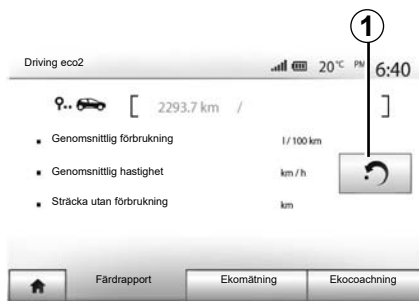 1
Driving eco2 20°C PM 6:40
[ 2293.7 km / ]
Genomsnittlig förbrukning l / 100 km
Genomsnittlig hastighet km / h
Sträcka utan förbrukning km
Färdrapport Ekomätning Ekocoachning